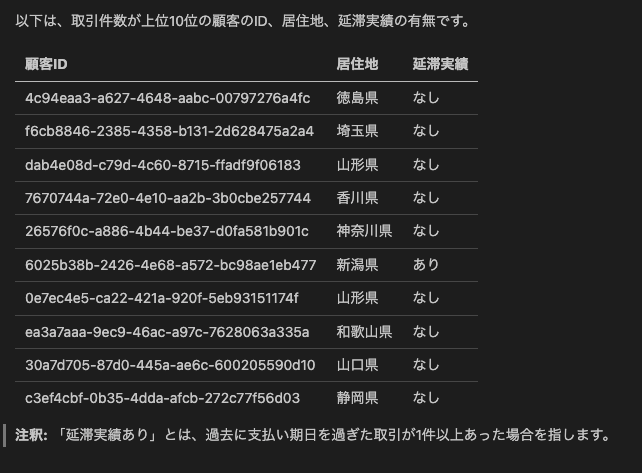 以下は、取引件数が上位10位の顧客のID、居住地、延滞実績の有無です。
顧客ID 居住地 延滞実績
4c94eaa3-a627-4648-aabc-00797276a4fc 徳島県 なし
f6cb8846-2385-4358-b131-2d628475a2a4 埼玉県 なし
dab4e08d-c79d-4c60-8715-ffadf9f06183 山形県 なし
7670744a-72e0-4e10-aa2b-3b0cbe257744 香川県 なし
26576f0c-a886-4b44-be37-d0fa581b901c 神奈川県 なし
6025b38b-2426-4e68-a572-bc98ae1eb477 新潟県 あり
0e7ec4e5-ca22-421a-920f-5eb93151174f 山形県 なし
ea3a7aaa-9ec9-46ac-a97c-7628063a335a 和歌山県 なし
30a7d705-87d0-445a-ae6c-600205590d10 山口県 なし
c3ef4cbf-0b35-4dda-afcb-272c77f56d03 静岡県 なし
注釈: 「延滞実績あり」とは、過去に支払い期日を過ぎた取引が1件以上あった場合を指します。